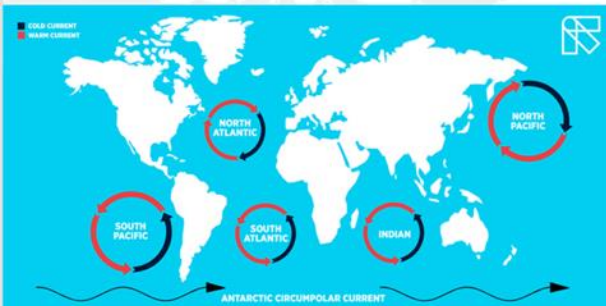 COLD CURRENT
WARM CURRENT
NORTH
ATLANTIC
NORTH
PACIFIC
SOUTH
PACIFIC
SOUTH
ATLANTIC
INDIAN
ANTARCTIC CIRCUMPOLAR CURRENT